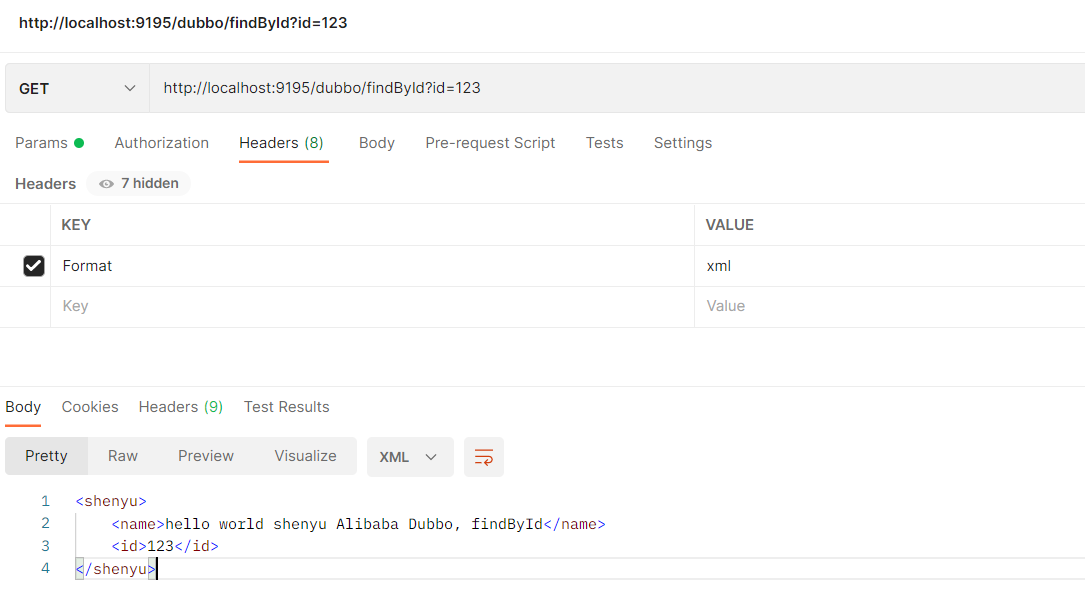 http://localhost:9195/dubbo/findById?id=123
GET http://localhost:9195/dubbo/findById?id=123
Params Authorization Headers (8) Body Pre-request Script Tests Settings
Headers 7 hidden
KEY VALUE
Format xml
Key Value
Body Cookies Headers (9) Test Results
Pretty Raw Preview Visualize XML
1 <shenyu>
2 <name>hello world shenyu Alibaba Dubbo, findById</name>
3 <id>123</id>
4 </shenyu>